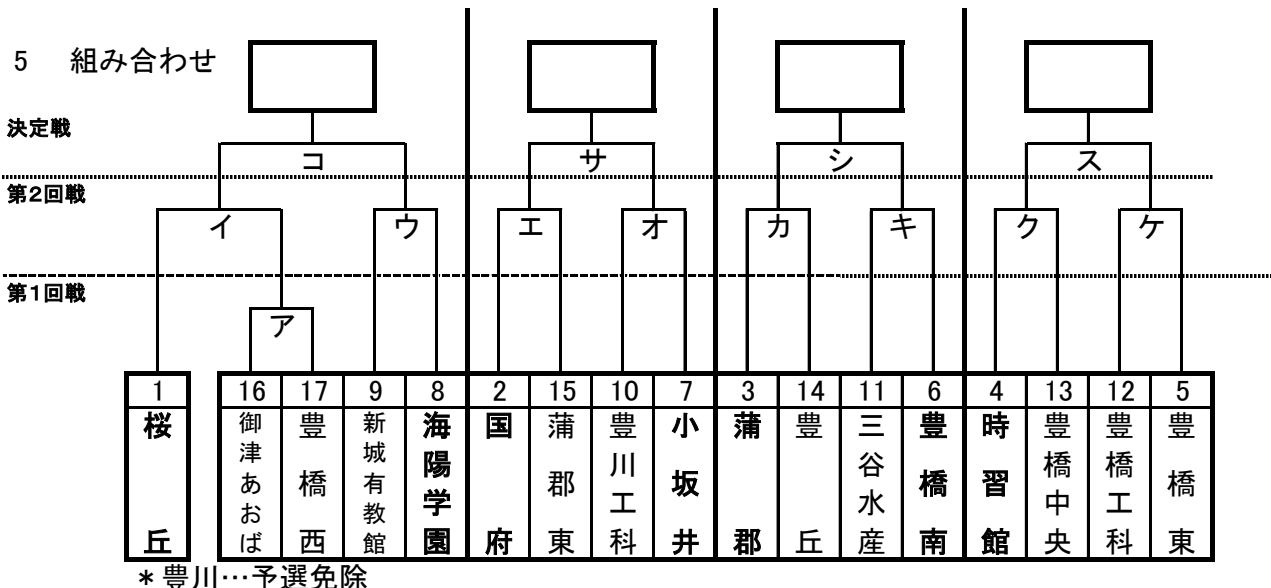 5 組み合わせ
決定戦
コ サ シ ス
第2回戦
イ ウ エ オ カ キ ク ケ
第1回戦
ア
1 16 17 9 8 2 15 10 7 3 14 11 6 4 13 12 5
桜丘
御津あおば
豊橋西
新城有教館
海陽学園
国府
蒲郡東
豊川工科
小坂井
蒲郡
豊丘
三谷水産
豊橋南
時習館
豊橋中央
豊橋工科
豊橋東
*豊川…予選免除